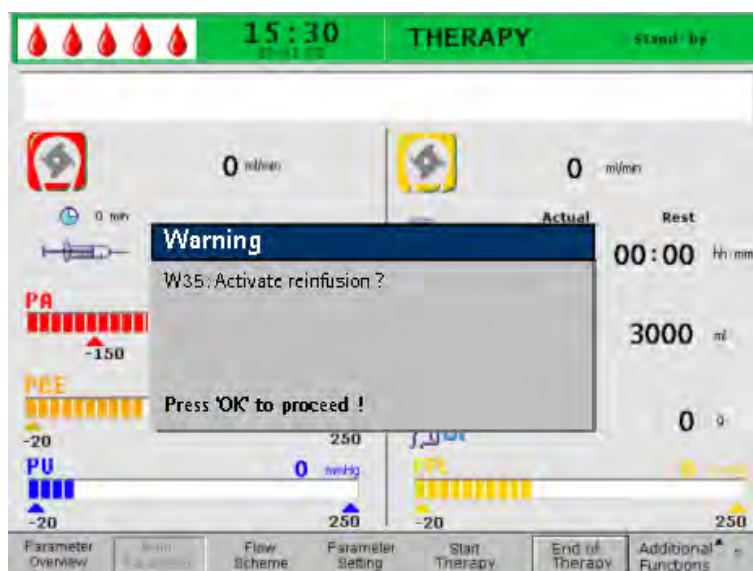 15:30
THERAPY
Stand-by
0 ml/min
0 ml/min
0 min
Actual Rest
Warning
00:00 hh:mm
W35: Activate reinfusion ?
PA
-150
3000 ml
PBE
Press 'OK' to proceed !
0 g
-20 250
PU 0 mmHg
PPL 0
-20 250
-20 250
Parameter Overview
Flow Scheme
Parameter Setting
Start Therapy
End of Therapy
Additional Functions